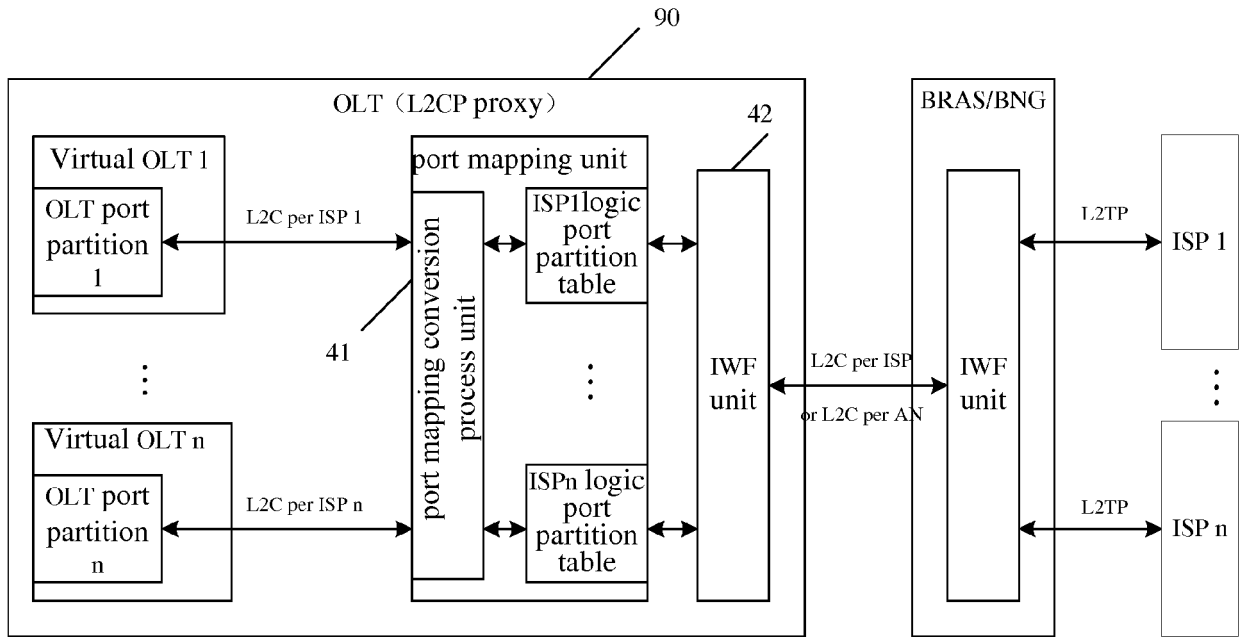 90
OLT（L2CP proxy）
BRAS/BNG
42
Virtual OLT 1
port mapping unit
OLT port
partition
1
L2C per ISP 1
port mapping conversion
process unit
ISP1logic
port
partition
table
L2TP
ISP 1
41
⋮
⋮
IWF
unit
L2C per ISP
or L2C per AN
IWF
unit
⋮
Virtual OLT n
OLT port
partition
n
L2C per ISP n
ISPn logic
port
partition
table
L2TP
ISP n